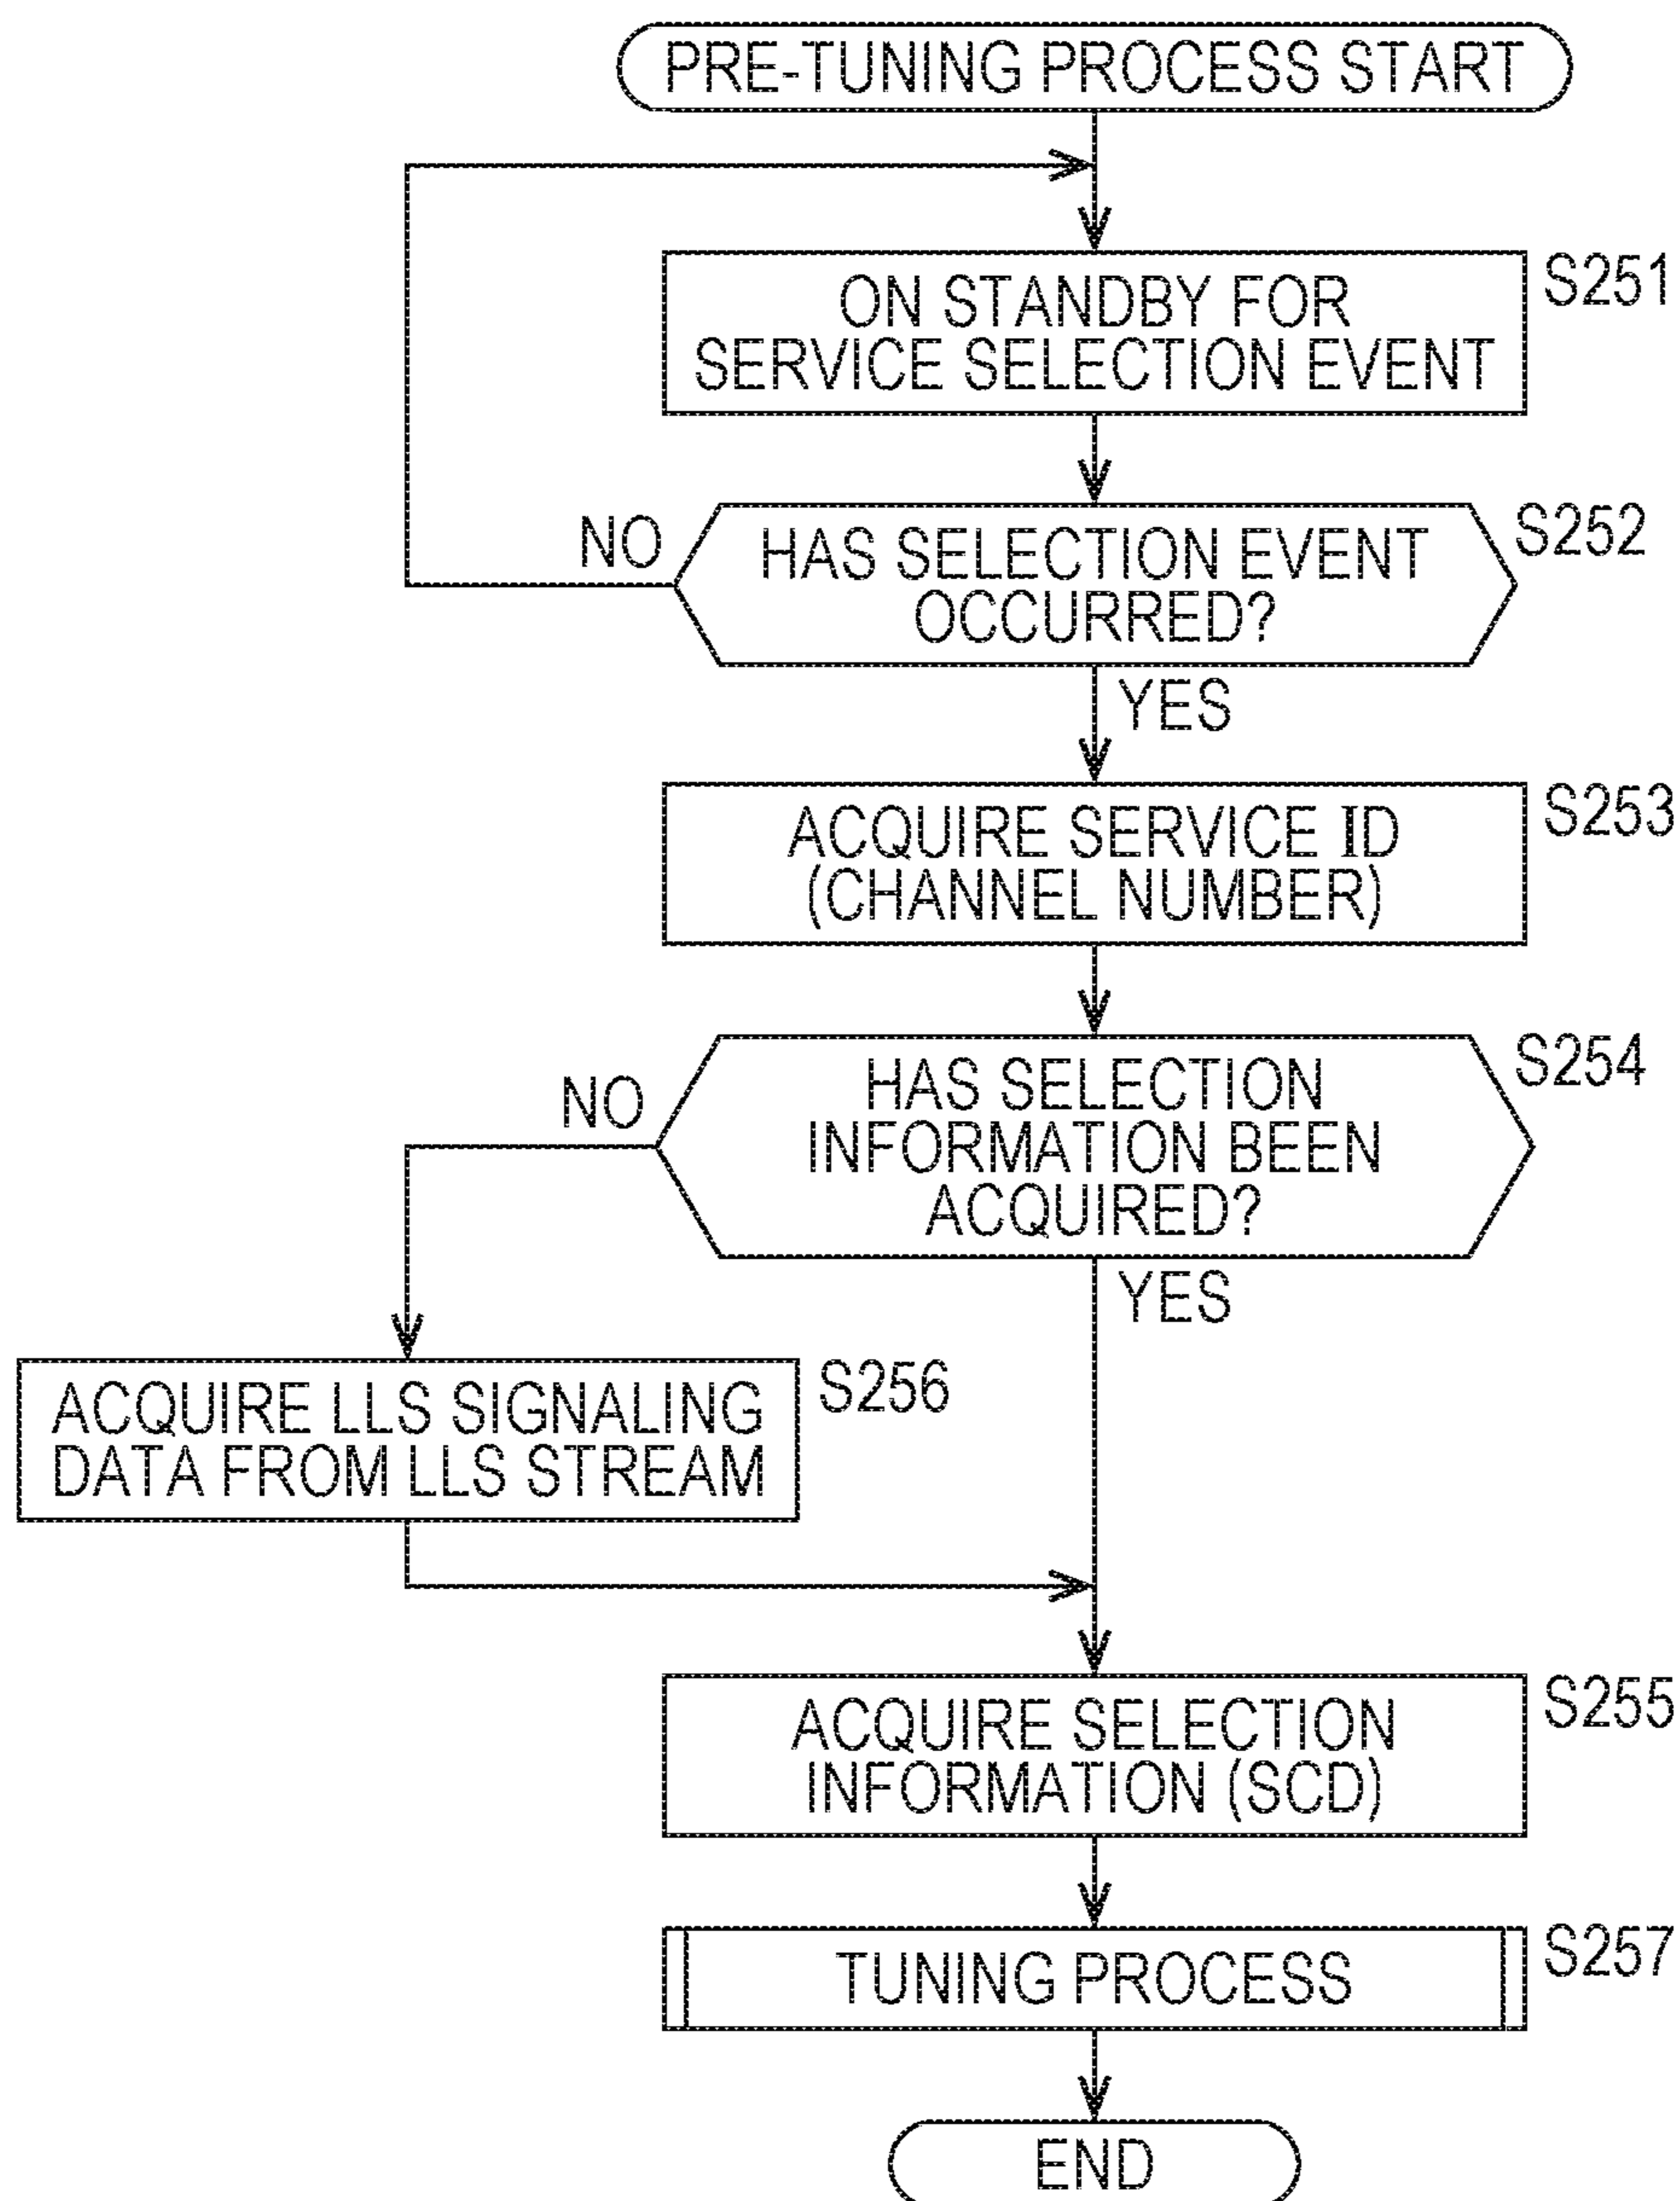 PRE-TUNING PROCESS START
ON STANDBY FOR
SERVICE SELECTION EVENT
S251
NO
HAS SELECTION EVENT
OCCURRED?
S252
YES
ACQUIRE SERVICE ID
(CHANNEL NUMBER)
S253
NO
HAS SELECTION
INFORMATION BEEN
ACQUIRED?
S254
YES
ACQUIRE LLS SIGNALING
DATA FROM LLS STREAM
S256
ACQUIRE SELECTION
INFORMATION (SCD)
S255
TUNING PROCESS
S257
END